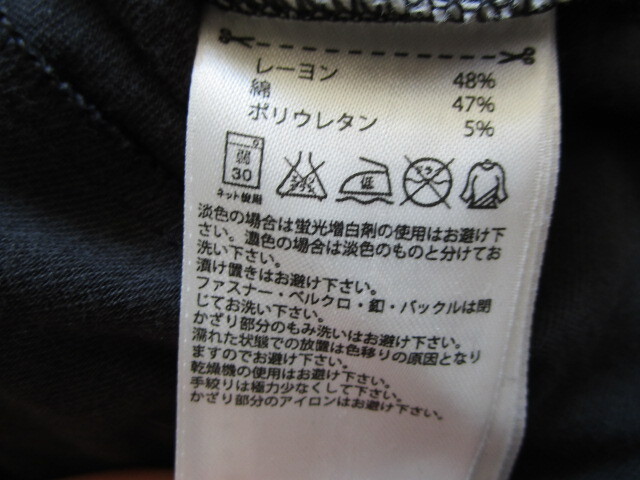 レーヨン 48%
綿 47%
ポリウレタン 5%
弱
30
ネット使用
エンソサラシ
低
ドライ
淡色の場合は蛍光増白剤の使用はお避け下
さい。濃色の場合は淡色のものと分けてお
洗い下さい。
漬け置きはお避け下さい。
ファスナー・ベルクロ・釦・バックルは閉
じてお洗い下さい。
かざり部分のもみ洗いはお避け下さい。
濡れた状態での放置は色移りの原因となり
ますのでお避け下さい。
乾燥機の使用はお避け下さい。
手絞りは極力少なくして下さい。
かざり部分のアイロンはお避け下さい。